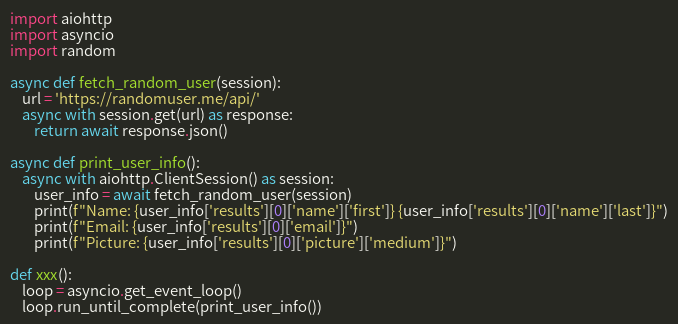 import aiohttp
import asyncio
import random

async def fetch_random_user(session):
    url = 'https://randomuser.me/api/'
    async with session.get(url) as response:
        return await response.json()

async def print_user_info():
    async with aiohttp.ClientSession() as session:
        user_info = await fetch_random_user(session)
        print(f"Name: {user_info['results'][0]['name']['first']} {user_info['results'][0]['name']['last']}")
        print(f"Email: {user_info['results'][0]['email']}")
        print(f"Picture: {user_info['results'][0]['picture']['medium']}")

def xxx():
    loop = asyncio.get_event_loop()
    loop.run_until_complete(print_user_info())